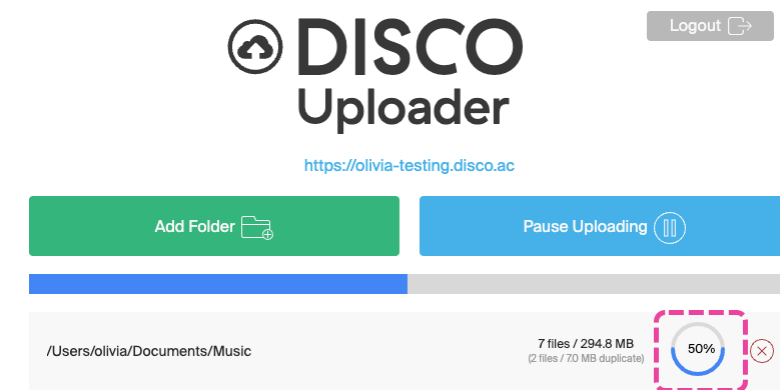 Logout
DISCO
Uploader
https://olivia-testing.disco.ac
Add Folder
Pause Uploading
/Users/olivia/Documents/Music
7 files / 294.8 MB
(2 files / 7.0 MB duplicate)
50%